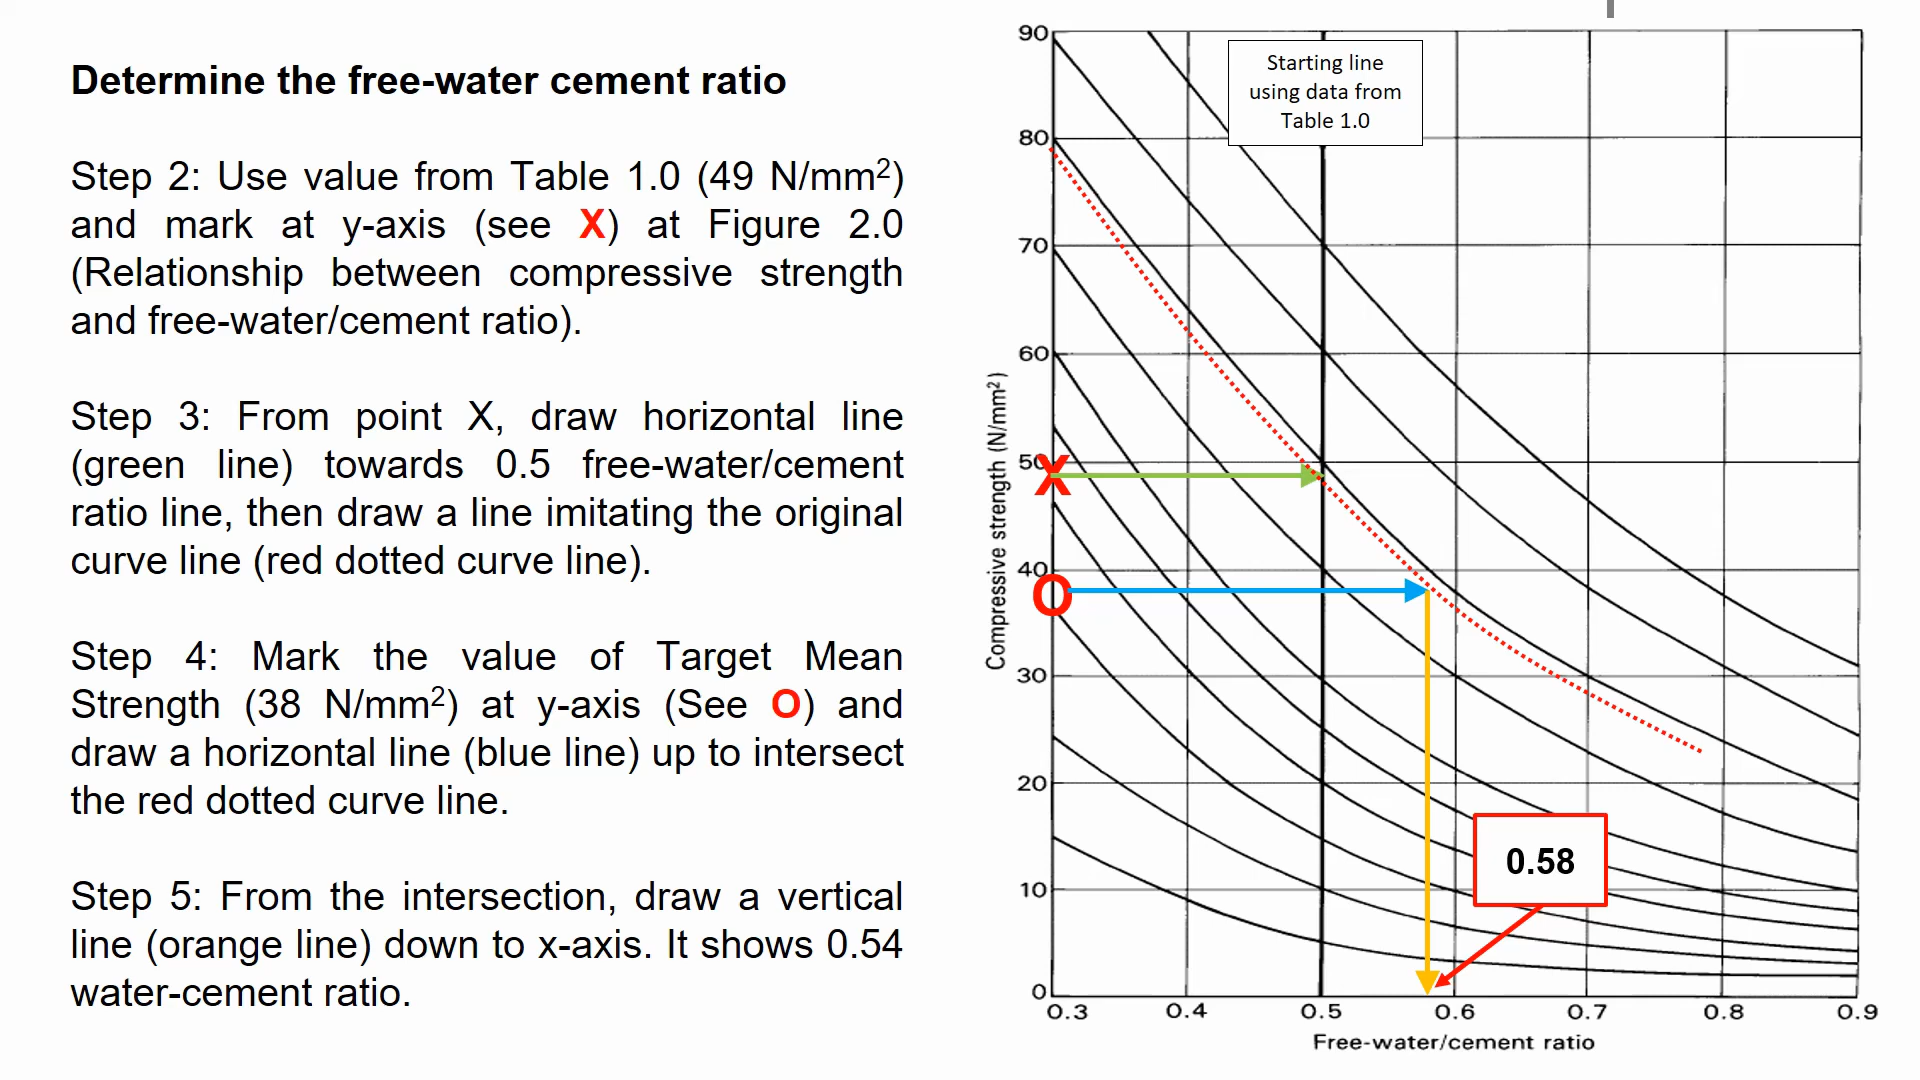 Determine the free-water cement ratio
Step 2: Use value from Table 1.0 (49 N/mm²)
and mark at y-axis (see X) at Figure 2.0
(Relationship between compressive strength
and free-water/cement ratio).
Step 3: From point X, draw horizontal line
(green line) towards 0.5 free-water/cement
ratio line, then draw a line imitating the original
curve line (red dotted curve line).
Step 4: Mark the value of Target Mean
Strength (38 N/mm²) at y-axis (See O) and
draw a horizontal line (blue line) up to intersect
the red dotted curve line.
Step 5: From the intersection, draw a vertical
line (orange line) down to x-axis. It shows 0.54
water-cement ratio.
Starting line
using data from
Table 1.0
Compressive strength (N/mm²)
90
80
70
60
50
X
40
O
30
20
10
0
0.58
0.3 0.4 0.5 0.6 0.7 0.8 0.9
Free-water/cement ratio